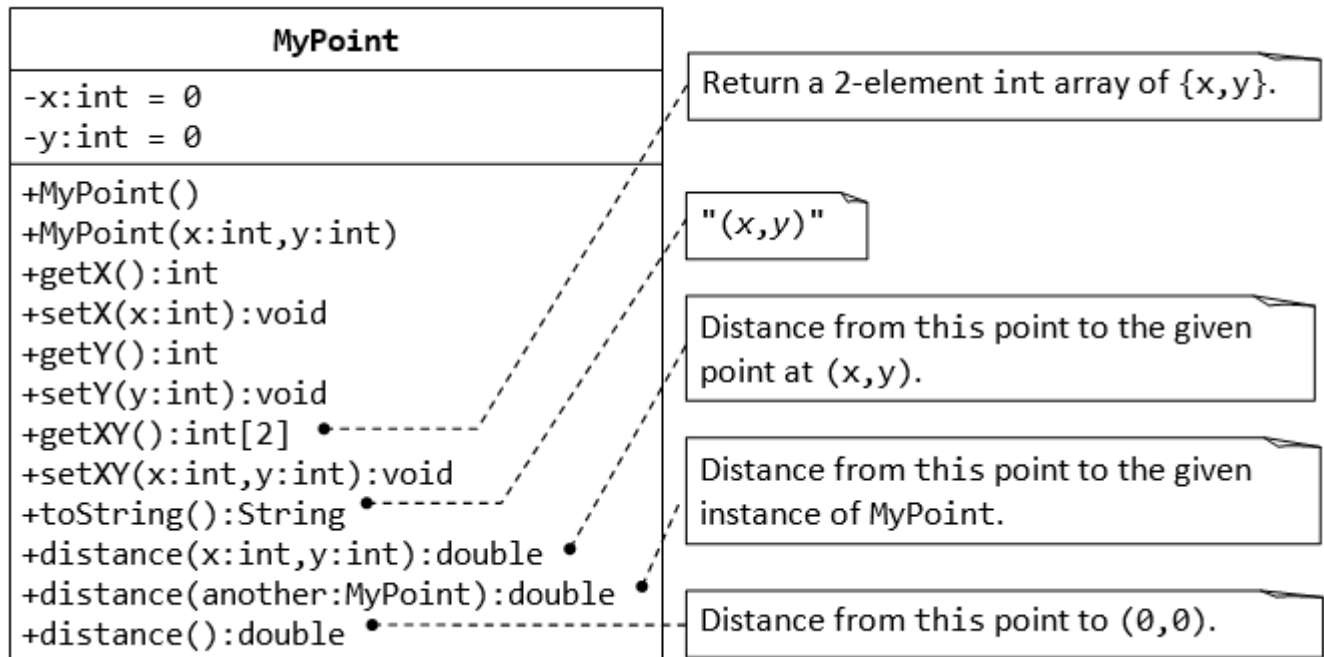 MyPoint
-x:int = 0
-y:int = 0
+MyPoint()
+MyPoint(x:int,y:int)
+getX():int
+setX(x:int):void
+getY():int
+setY(y:int):void
+getXY():int[2]
+setXY(x:int,y:int):void
+toString():String
+distance(x:int,y:int):double
+distance(another:MyPoint):double
+distance():double
Return a 2-element int array of {x,y}.
"(x,y)"
Distance from this point to the given
point at (x,y).
Distance from this point to the given
instance of MyPoint.
Distance from this point to (0,0).